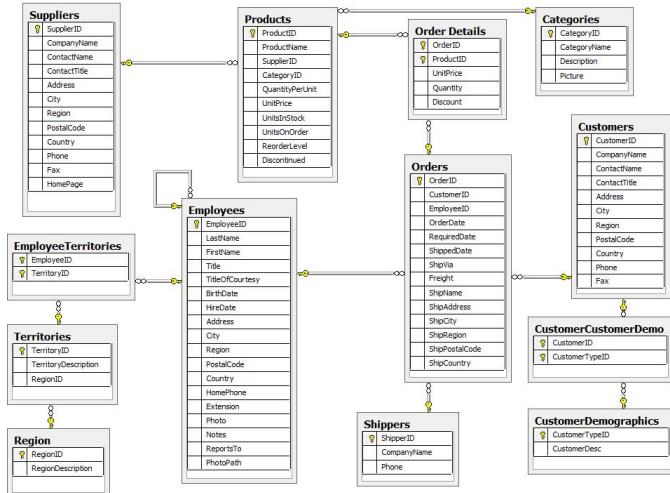 Suppliers
SupplierID
CompanyName
ContactName
ContactTitle
Address
City
Region
PostalCode
Country
Phone
Fax
HomePage
Products
ProductID
ProductName
SupplierID
CategoryID
QuantityPerUnit
UnitPrice
UnitsInStock
UnitsOnOrder
ReorderLevel
Discontinued
Order Details
OrderID
ProductID
UnitPrice
Quantity
Discount
Categories
CategoryID
CategoryName
Description
Picture
Customers
CustomerID
CompanyName
ContactName
ContactTitle
Address
City
Region
PostalCode
Country
Phone
Fax
Orders
OrderID
CustomerID
EmployeeID
OrderDate
RequiredDate
ShippedDate
ShipVia
Freight
ShipName
ShipAddress
ShipCity
ShipRegion
ShipPostalCode
ShipCountry
Employees
EmployeeID
LastName
FirstName
Title
TitleOfCourtesy
BirthDate
HireDate
Address
City
Region
PostalCode
Country
HomePhone
Extension
Photo
Notes
ReportsTo
PhotoPath
EmployeeTerritories
EmployeeID
TerritoryID
Territories
TerritoryID
TerritoryDescription
RegionID
Region
RegionID
RegionDescription
Shippers
ShipperID
CompanyName
Phone
CustomerCustomerDemo
CustomerID
CustomerTypeID
CustomerDemographics
CustomerTypeID
CustomerDesc